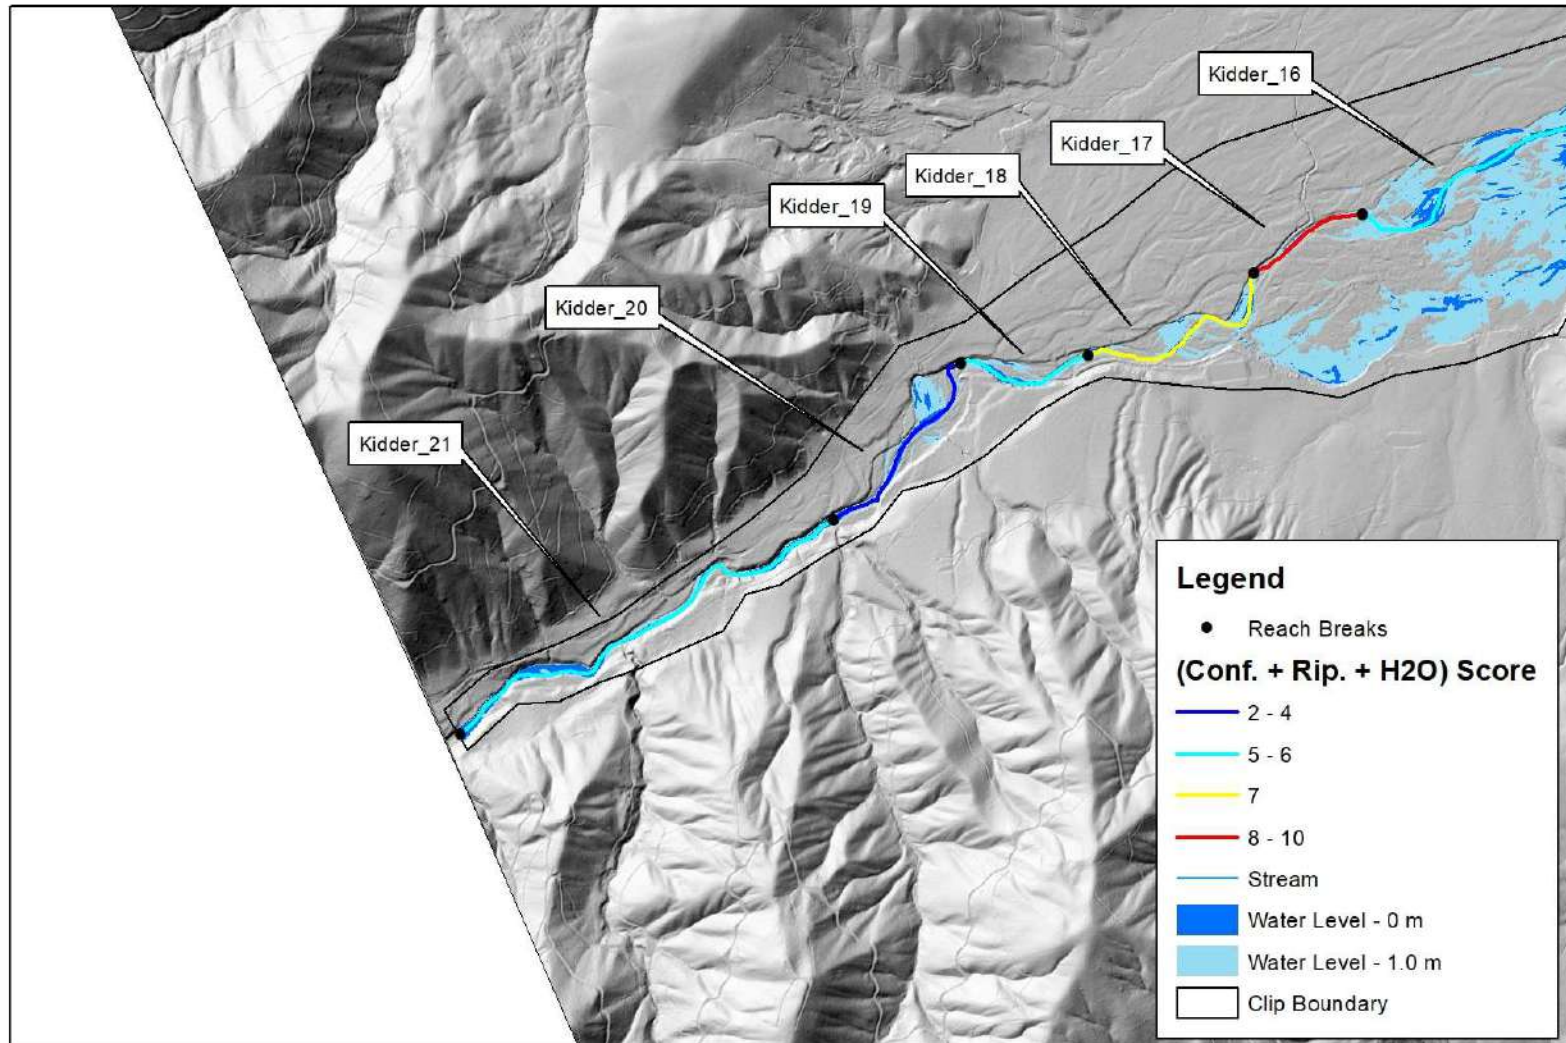 Kidder_16
Kidder_17
Kidder_18
Kidder_19
Kidder_20
Kidder_21
Legend
Reach Breaks
(Conf. + Rip. + H2O) Score
2 - 4
5 - 6
7
8 - 10
Stream
Water Level - 0 m
Water Level - 1.0 m
Clip Boundary